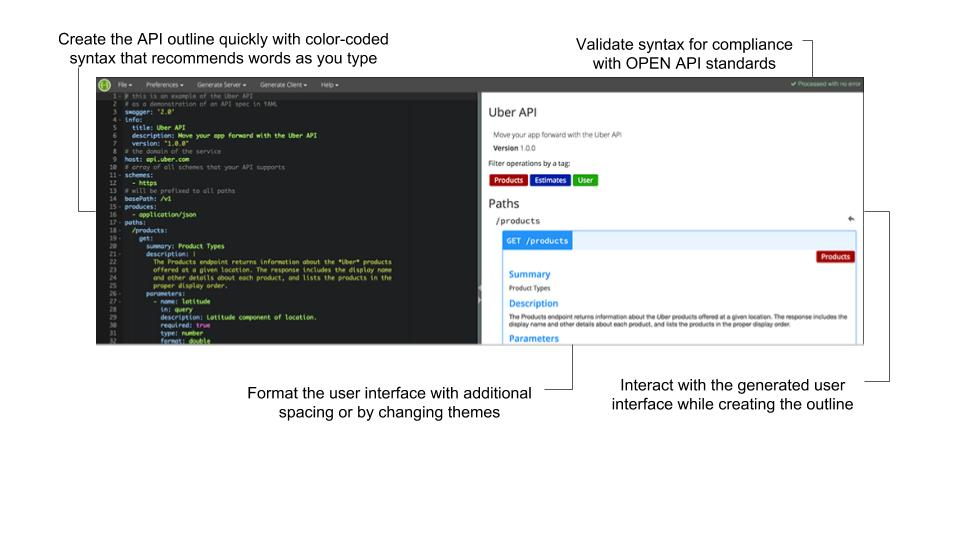 Create the API outline quickly with color-coded
syntax that recommends words as you type
Validate syntax for compliance
with OPEN API standards
File Preferences Generate Server Generate Client Help ✓ Processed with no error
1 # this is an example of the Uber API
2 # as a demonstration of an API spec in YAML
3 swagger: '2.0'
4 info:
5 title: Uber API
6 description: Move your app forward with the Uber API
7 version: "1.0.0"
8 # the domain of the service
9 host: api.uber.com
10 # array of all schemes that your API supports
11 schemes:
12 - https
13 # will be prefixed to all paths
14 basePath: /v1
15 produces:
16 - application/json
17 paths:
18 /products:
19 get:
20 summary: Product Types
21 description: |
22 The Products endpoint returns information about the *Uber* products
23 offered at a given location. The response includes the display name
24 and other details about each product, and lists the products in the
25 proper display order.
26 parameters:
27 - name: latitude
28 in: query
29 description: Latitude component of location.
30 required: true
31 type: number
32 format: double
Uber API
Move your app forward with the Uber API
Version 1.0.0
Filter operations by a tag:
Products Estimates User
Paths
/products
GET /products
Products
Summary
Product Types
Description
The Products endpoint returns information about the Uber products offered at a given location. The response includes the
display name and other details about each product, and lists the products in the proper display order.
Parameters
Format the user interface with additional
spacing or by changing themes
Interact with the generated user
interface while creating the outline